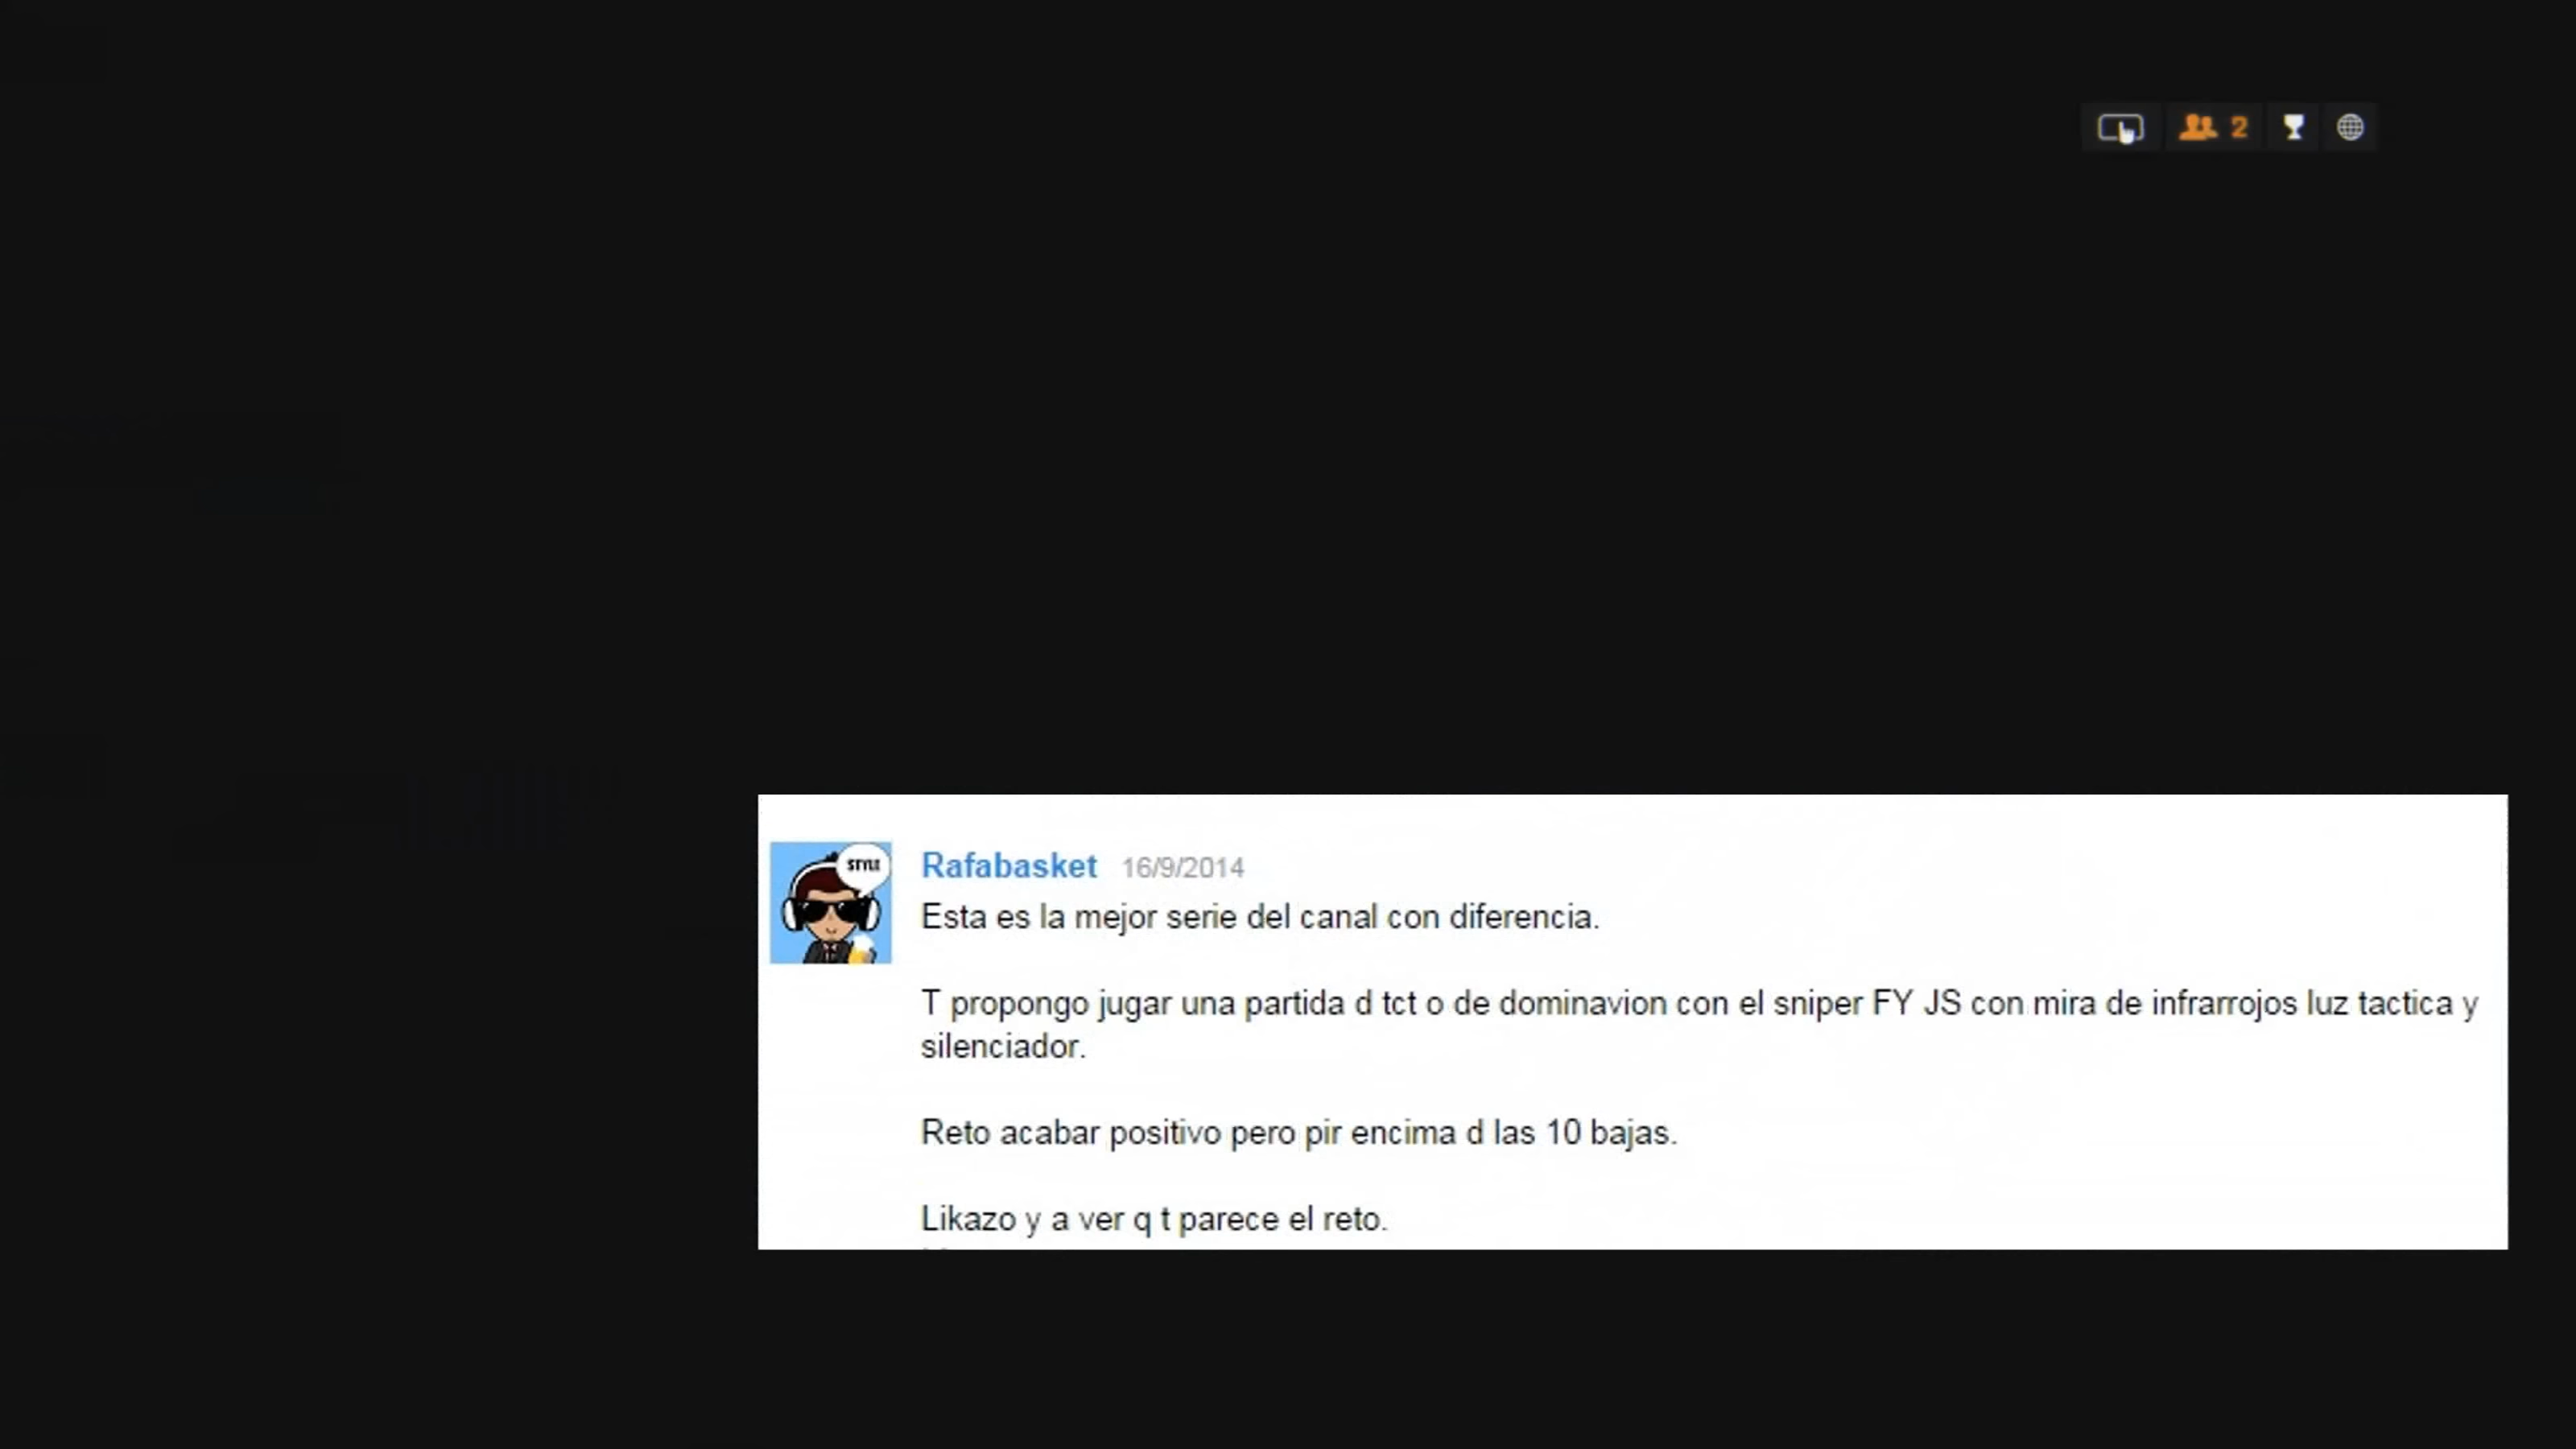 2
STYLE
Rafabasket 16/9/2014
Esta es la mejor serie del canal con diferencia.
T propongo jugar una partida d tct o de dominavion con el sniper FY JS con mira de infrarrojos luz tactica y
silenciador.
Reto acabar positivo pero pir encima d las 10 bajas.
Likazo y a ver q t parece el reto.